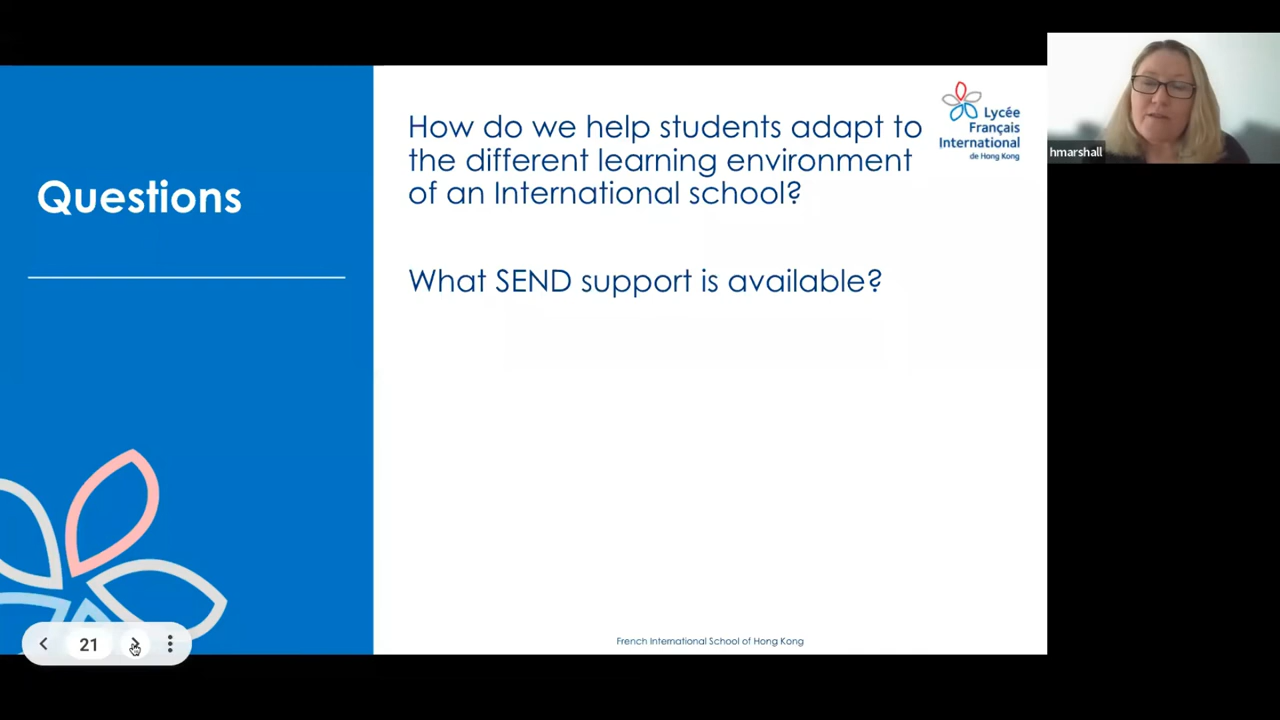 Questions
How do we help students adapt to
the different learning environment
of an International school?
What SEND support is available?
Lycée
Français
International
de Hong Kong
hmarshall
21
French International School of Hong Kong